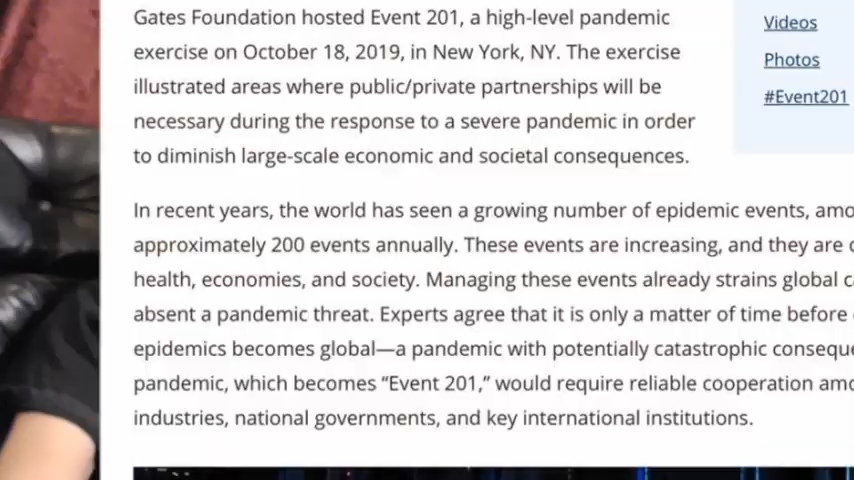 Gates Foundation hosted Event 201, a high-level pandemic
exercise on October 18, 2019, in New York, NY. The exercise
illustrated areas where public/private partnerships will be
necessary during the response to a severe pandemic in order
to diminish large-scale economic and societal consequences.
Videos
Photos
#Event201
In recent years, the world has seen a growing number of epidemic events, amo
approximately 200 events annually. These events are increasing, and they are
health, economies, and society. Managing these events already strains global
absent a pandemic threat. Experts agree that it is only a matter of time before
epidemics becomes global—a pandemic with potentially catastrophic conseque
pandemic, which becomes “Event 201,” would require reliable cooperation amo
industries, national governments, and key international institutions.